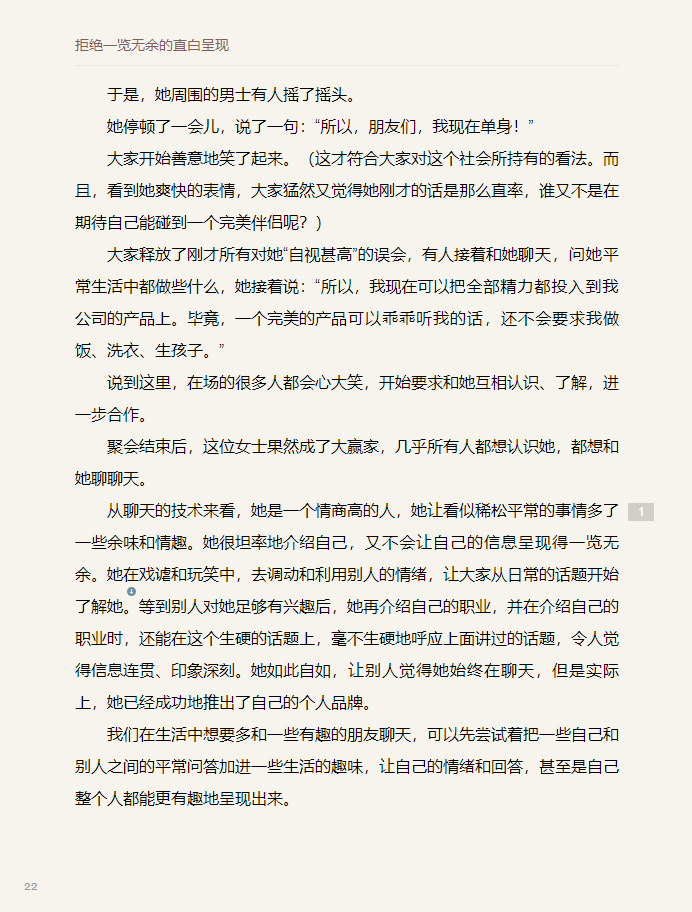 拒绝一览无余的直白呈现
于是，她周围的男士有人摇了摇头。
她停顿了一会儿，说了一句：“所以，朋友们，我现在单身！”
大家开始善意地笑了起来。（这才符合大家对这个社会所持有的看法。而
且，看到她爽快的表情，大家猛然又觉得她刚才的话是那么直率，谁又不是在
期待自己能碰到一个完美伴侣呢？）
大家释放了刚才所有对她“自视甚高”的误会，有人接着和她聊天，问她平
常生活中都做些什么，她接着说：“所以，我现在可以把全部精力都投入到我
公司的产品上。毕竟，一个完美的产品可以乖乖听我的话，还不会要求我做
饭、洗衣、生孩子。”
说到这里，在场的很多人都会心大笑，开始要求和她互相认识、了解，进
一步合作。
聚会结束后，这位女士果然成了大赢家，几乎所有人都想认识她，都想和
她聊聊天。
从聊天的技术来看，她是一个情商高的人，她让看似稀松平常的事情多了
1
一些余味和情趣。她很坦率地介绍自己，又不会让自己的信息呈现得一览无
余。她在戏谑和玩笑中，去调动和利用别人的情绪，让大家从日常的话题开始
了解她。等到别人对她足够有兴趣后，她再介绍自己的职业，并在介绍自己的
职业时，还能在这个生硬的话题上，毫不生硬地呼应上面讲过的话题，令人觉
得信息连贯、印象深刻。她如此自如，让别人觉得她始终在聊天，但是实际
上，她已经成功地推出了自己的个人品牌。
我们在生活中想要多和一些有趣的朋友聊天，可以先尝试着把一些自己和
别人之间的平常问答加进一些生活的趣味，让自己的情绪和回答，甚至是自己
整个人都能更有趣地呈现出来。
22